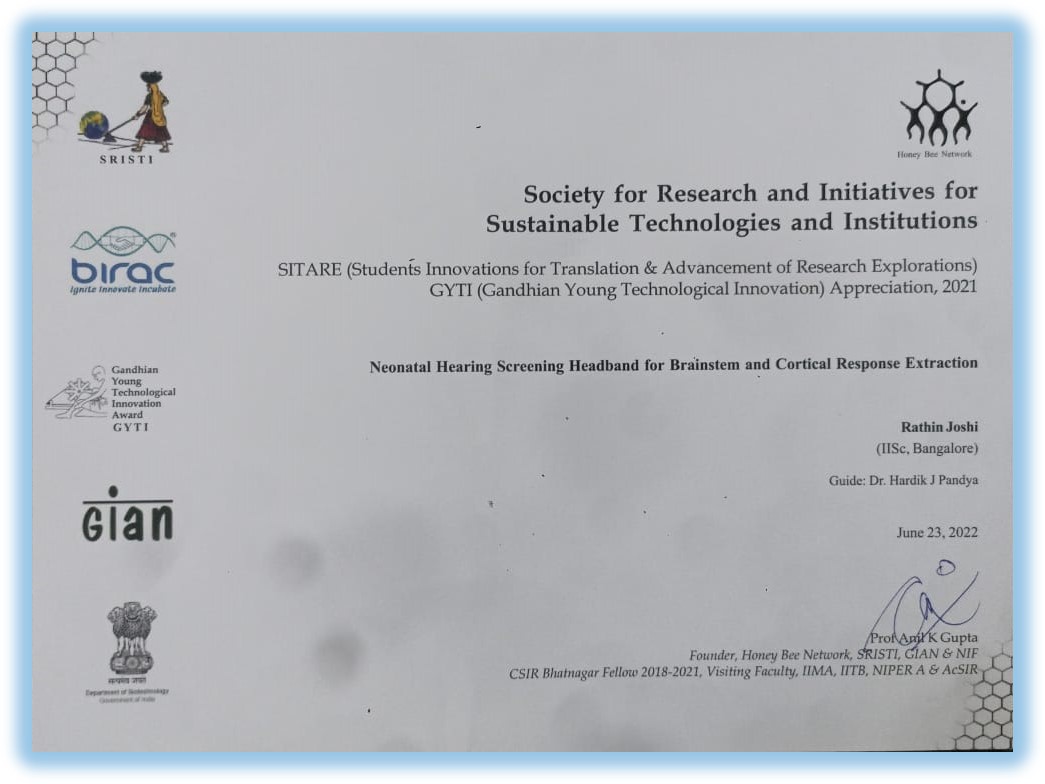 SRISTI
Honey Bee Network
Society for Research and Initiatives for
Sustainable Technologies and Institutions
birac
Ignite Innovate Incubate
SITARE (Students Innovations for Translation & Advancement of Research Explorations)
GYTI (Gandhian Young Technological Innovation) Appreciation, 2021
Neonatal Hearing Screening Headband for Brainstem and Cortical Response Extraction
Gandhian
Young
Technological
Innovation
Award
GYTI
Rathin Joshi
(IISc, Bangalore)
Guide: Dr. Hardik J Pandya
GIan
June 23, 2022
Prof Anil K Gupta
Founder, Honey Bee Network, SRISTI, GIAN & NIF
CSIR Bhatnagar Fellow 2018-2021, Visiting Faculty, IIMA, IITB, NIPER A & AcSIR
सत्यमेव जयते
Department of Biotechnology
Government of India